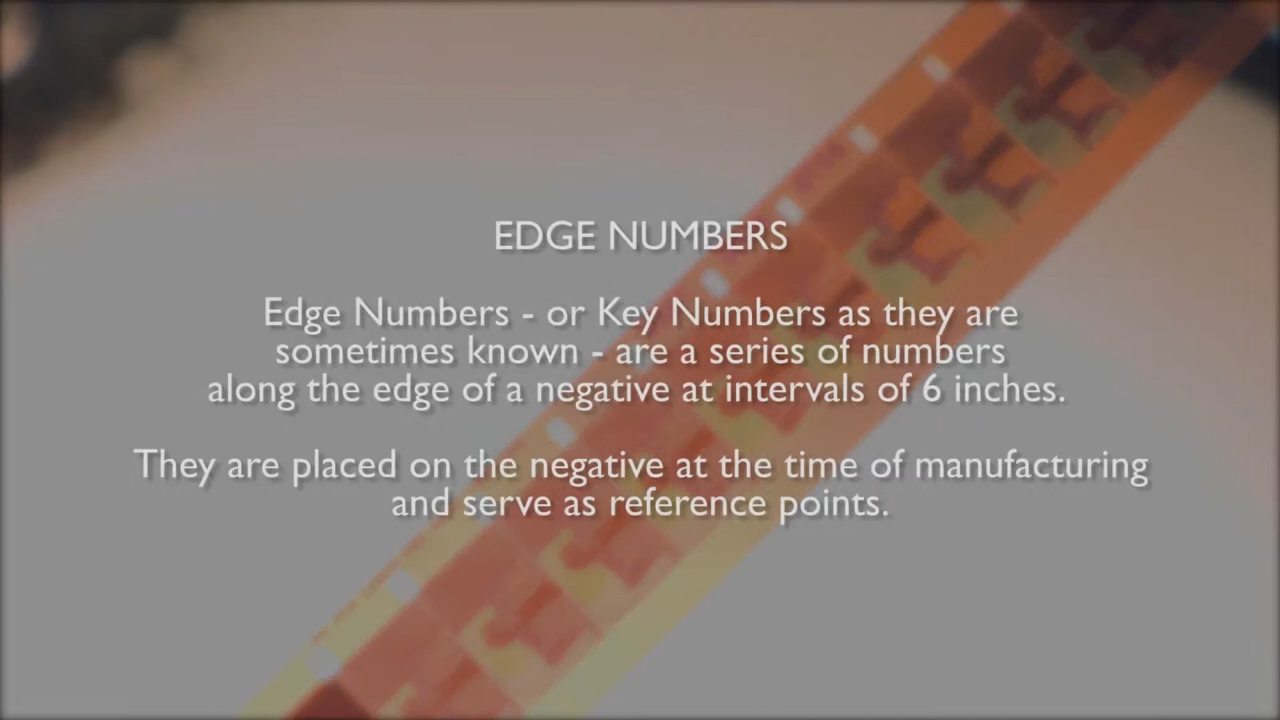 EDGE NUMBERS
Edge Numbers - or Key Numbers as they are
sometimes known - are a series of numbers
along the edge of a negative at intervals of 6 inches.
They are placed on the negative at the time of manufacturing
and serve as reference points.